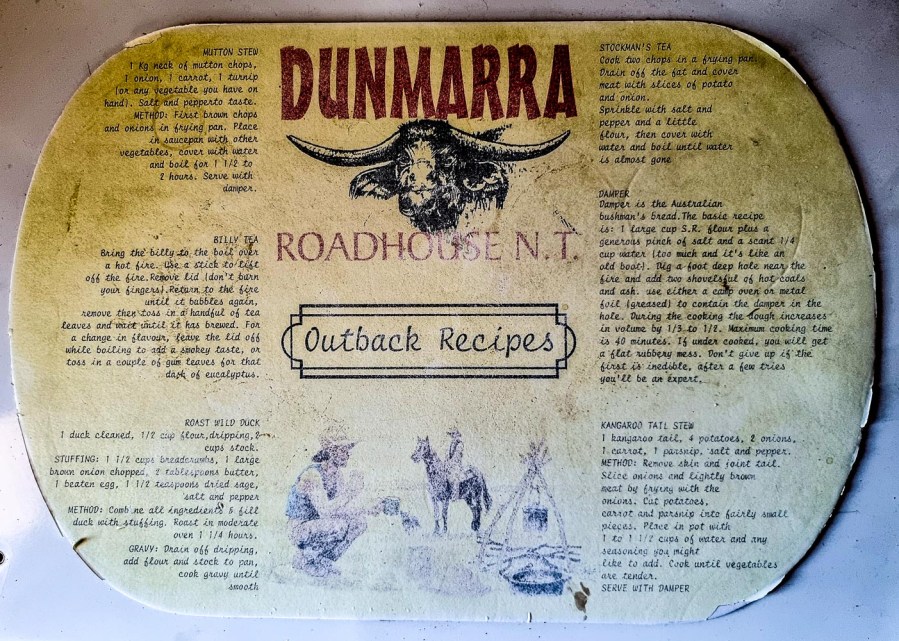 DUNMARRA
ROADHOUSE N.T.
Outback Recipes
MUTTON STEW
1 Kg neck of mutton chops,
1 onion, 1 carrot, 1 turnip
(or any vegetable you have on
hand). Salt and pepperto taste.
METHOD: First brown chops
and onions in frying pan. Place
in saucepan with other
vegetables, cover with water
and boil for 1 1/2 to
2 hours. Serve with
damper.
BILLY TEA
Bring the billy to the boil over
a hot fire. Use a stick to lift
off the fire.Remove lid (don't burn
your fingers).Return to the fire
until it bubbles again,
remove then toss in a handful of tea
leaves and wait until it has brewed. For
a change in flavour, leave the lid off
while boiling to add a smokey taste, or
toss in a couple of gum leaves for that
dash of eucalyptus.
ROAST WILD DUCK
1 duck cleaned, 1/2 cup flour,dripping,2
cups stock.
STUFFING: 1 1/2 cups breadcrumbs, 1 large
brown onion chopped, 2 tablespoons butter,
1 beaten egg, 1 1/2 teaspoons dried sage,
salt and pepper
METHOD: Combine all ingredients & fill
duck with stuffing. Roast in moderate
oven 1 1/4 hours.
GRAVY: Drain off dripping,
add flour and stock to pan,
cook gravy until
smooth
STOCKMAN'S TEA
Cook two chops in a frying pan.
Drain off the fat and cover
meat with slices of potato
and onion.
Sprinkle with salt and
pepper and a little
flour, then cover with
water and boil until water
is almost gone
DAMPER
Damper is the Australian
bushman's bread.The basic recipe
is: 1 large cup S.R. flour plus a
generous pinch of salt and a scant 1/4
cup water (too much and it's like an
old boot). Dig a foot deep hole near the
fire and add two shovelsful of hot coals
and ash. use either a camp oven or metal
foil (greased) to contain the damper in the
hole. During the cooking the dough increases
in volume by 1/3 to 1/2. Maximum cooking time
is 40 minutes. If under cooked, you will get
a flat rubbery mess. Don't give up if the
first is inedible, after a few tries
you'll be an expert.
KANGAROO TAIL STEW
1 kangaroo tail, 4 potatoes, 2 onions,
1 carrot, 1 parsnip, salt and pepper.
METHOD: Remove skin and joint tail.
Slice onions end lightly brown
meat by frying with the
onions. Cut potatoes,
carrot and parsnip into fairly small
pieces. Place in pot with
1 to 1 1/2 cups of water and any
seasoning you might
like to add. Cook until vegetables
are tender.
SERVE WITH DAMPER